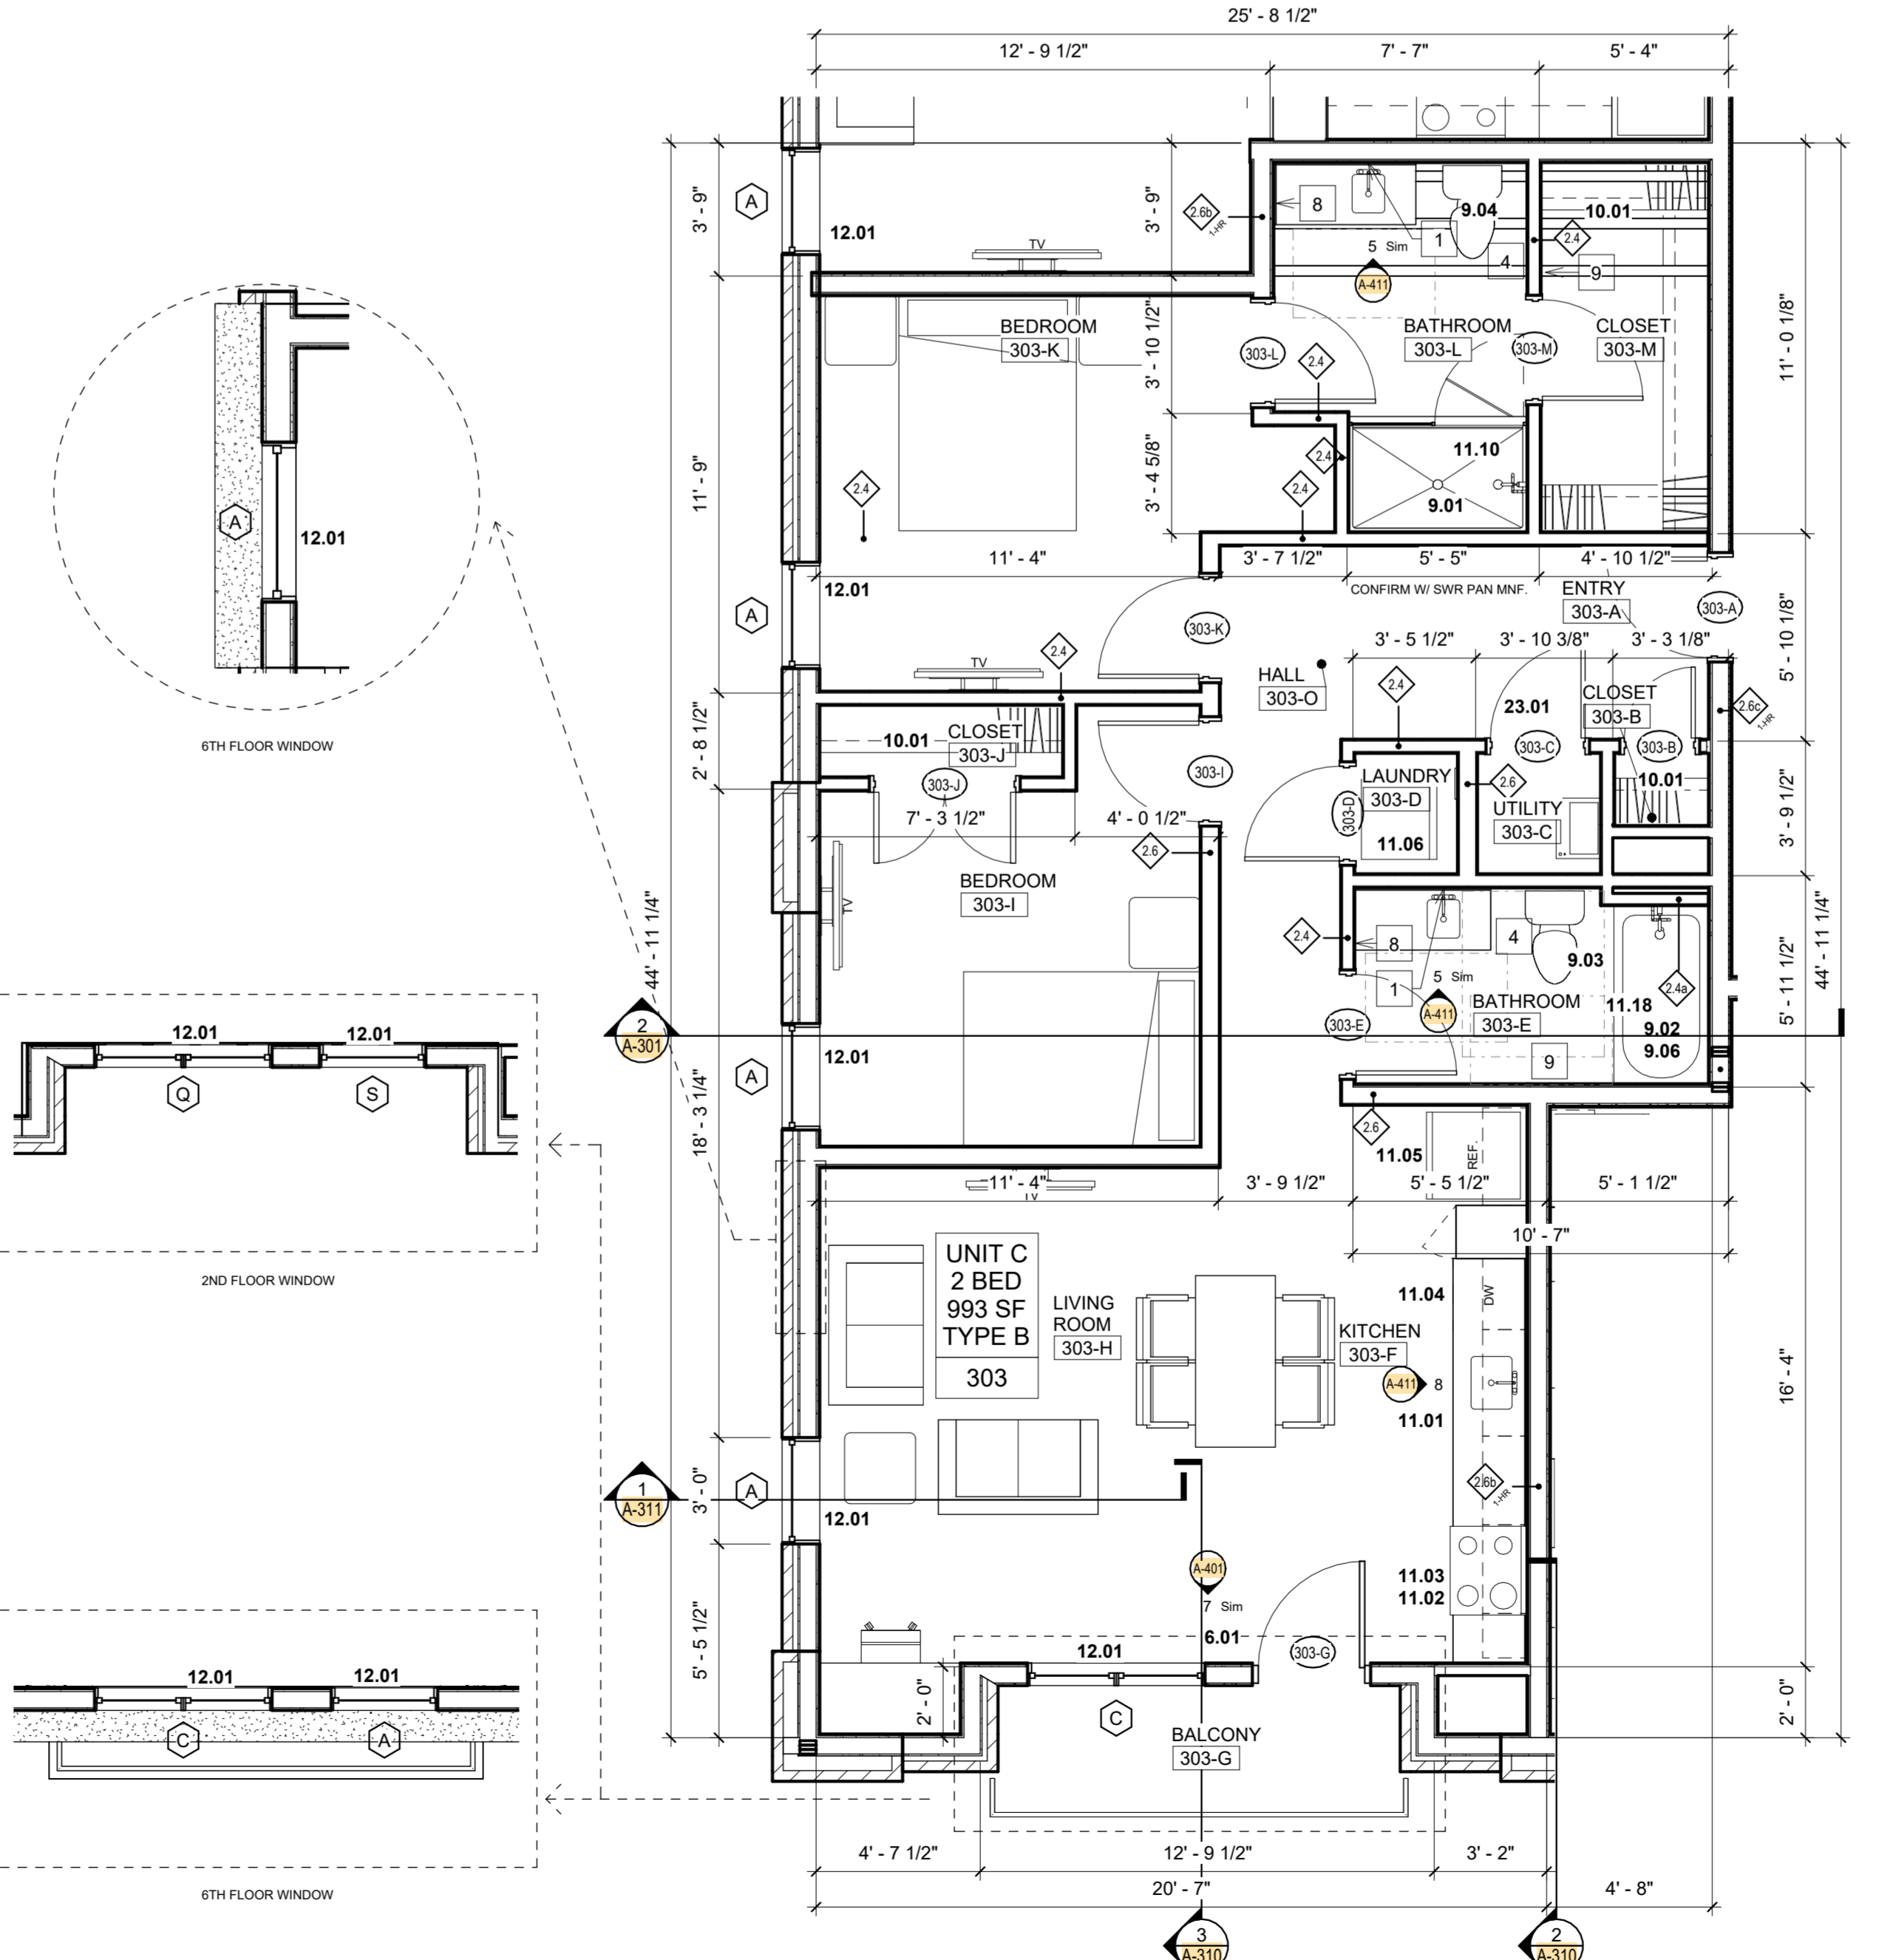 25' - 8 1/2"
12' - 9 1/2"
7' - 7"
5' - 4"
3' - 9"
A
12.01
TV
3' - 9"
2.6b
1-HR
8
9.04
1
5 Sim
A-411
4
10.01
2.4
9
BEDROOM
303-K
3' - 10 1/2"
303-L
2.4
BATHROOM
303-L
303-M
CLOSET
303-M
11' - 0 1/8"
11' - 9"
2.4
3' - 4 5/8"
2.4
2.4
11.10
9.01
A
12.01
6TH FLOOR WINDOW
11' - 4"
3' - 7 1/2"
5' - 5"
4' - 10 1/2"
A
12.01
CONFIRM W/ SWR PAN MNF.
ENTRY
303-A
303-A
303-K
3' - 5 1/2"
3' - 10 3/8"
3' - 3 1/8"
5' - 10 1/8"
TV
2.4
HALL
303-O
2.4
23.01
CLOSET
303-B
2.6c
1-HR
2' - 8 1/2"
10.01
CLOSET
303-J
303-J
303-I
303-C
303-B
LAUNDRY
303-D
303-D
11.06
2.6
UTILITY
303-C
10.01
3' - 9 1/2"
7' - 3 1/2"
4' - 0 1/2"
2.6
BEDROOM
303-I
TV
44' - 11 1/4"
2.4
8
4
9.03
1
5 Sim
A-411
BATHROOM
303-E
303-E
9
11.18
9.02
9.06
2.4a
5' - 11 1/2"
44' - 11 1/4"
2
A-301
A
12.01
18' - 3 1/4"
12.01
12.01
Q
S
2ND FLOOR WINDOW
2.6
11.05
REF.
11' - 4"
TV
3' - 9 1/2"
5' - 5 1/2"
5' - 1 1/2"
10' - 7"
UNIT C
2 BED
993 SF
TYPE B
303
LIVING
ROOM
303-H
11.04
DW
KITCHEN
303-F
A-411
8
11.01
16' - 4"
1
A-311
3' - 0"
A
12.01
2.6b
1-HR
A-401
7 Sim
11.03
11.02
5' - 5 1/2"
12.01
6.01
303-G
2' - 0"
C
BALCONY
303-G
2' - 0"
12.01
12.01
C
A
6TH FLOOR WINDOW
4' - 7 1/2"
12' - 9 1/2"
3' - 2"
20' - 7"
4' - 8"
3
A-310
2
A-310